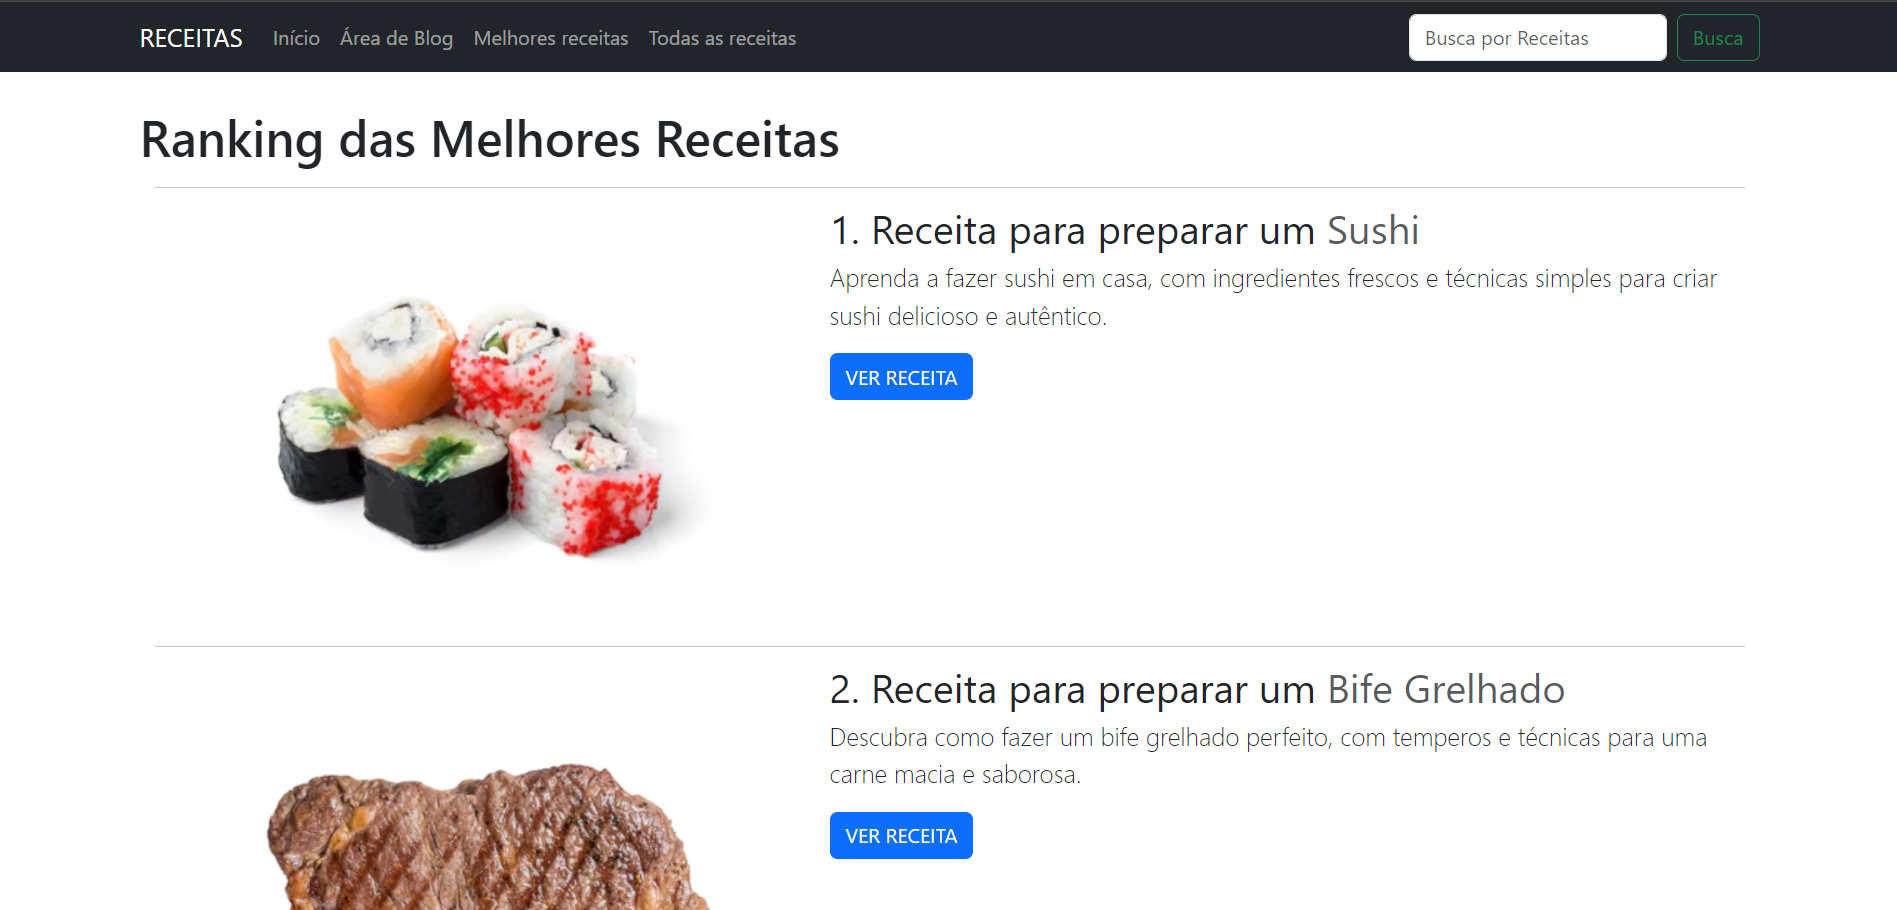 RECEITAS Início Área de Blog Melhores receitas Todas as receitas Busca por Receitas Busca
Ranking das Melhores Receitas
1. Receita para preparar um Sushi
Aprenda a fazer sushi em casa, com ingredientes frescos e técnicas simples para criar
sushi delicioso e autêntico.
VER RECEITA
2. Receita para preparar um Bife Grelhado
Descubra como fazer um bife grelhado perfeito, com temperos e técnicas para uma
carne macia e saborosa.
VER RECEITA